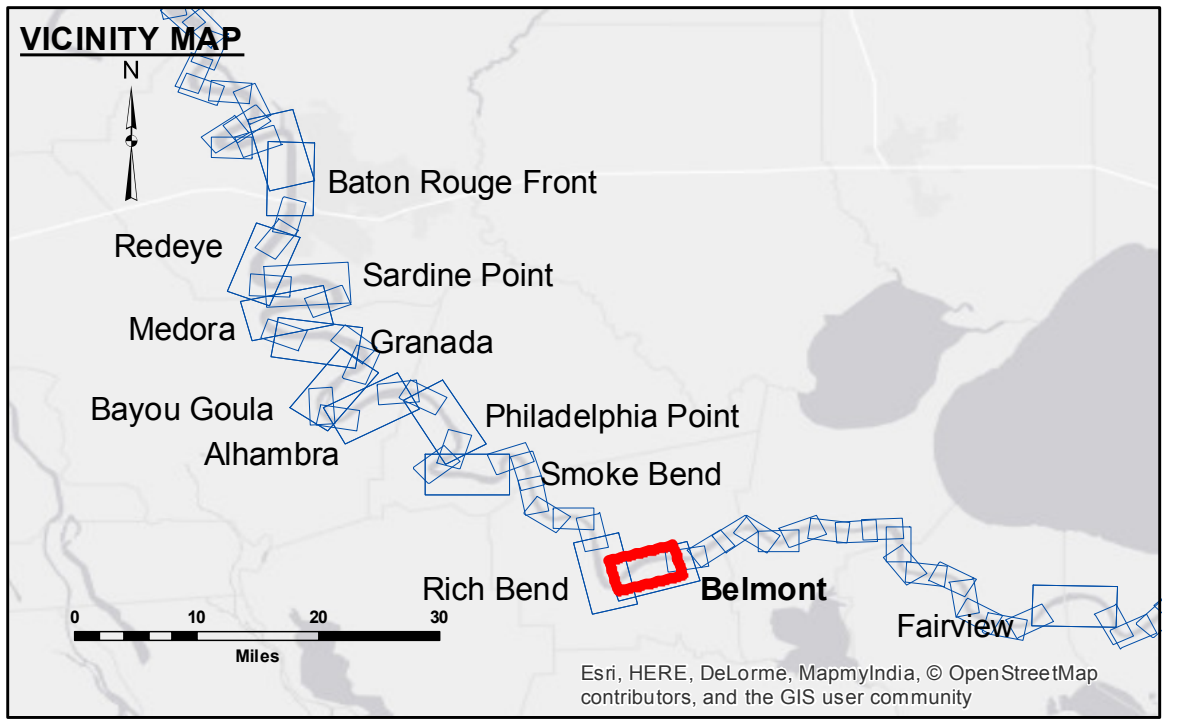 VICINITY MAP
N
Baton Rouge Front
Redeye
Sardine Point
Medora
Granada
Bayou Goula
Philadelphia Point
Alhambra
Smoke Bend
Rich Bend
Belmont
Fairview
0 10 20 30
Miles
Esri, HERE, DeLorme, MapmyIndia, © OpenStreetMap
contributors, and the GIS user community